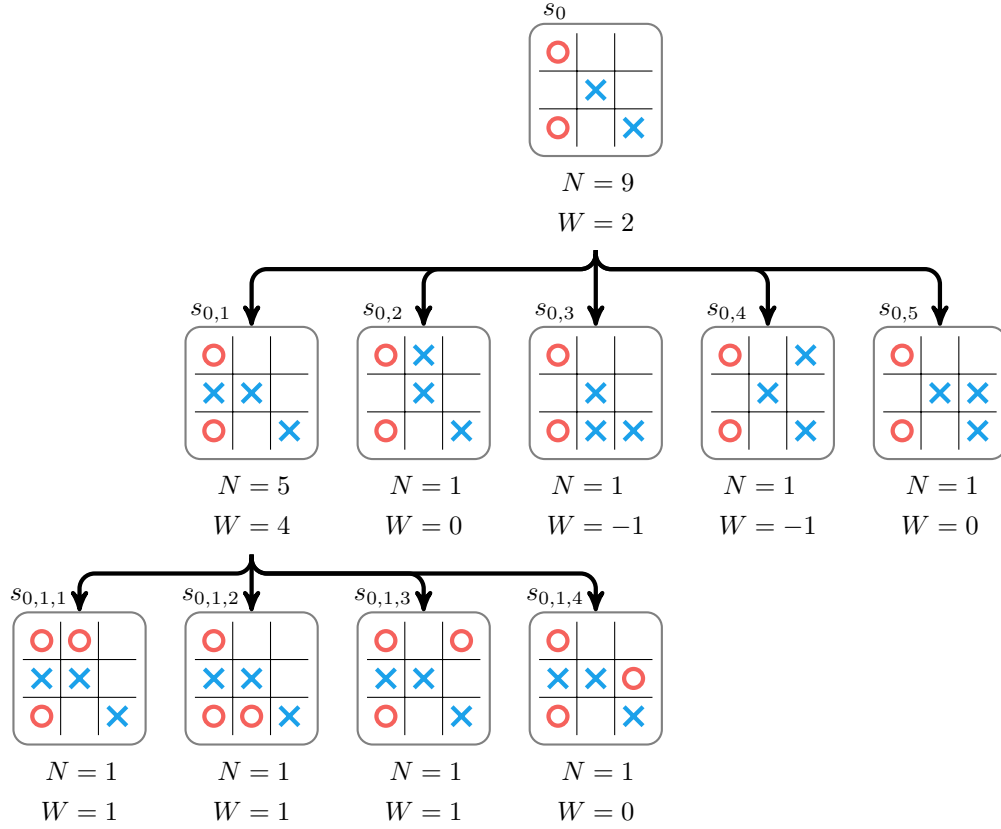 s_0
N = 9
W = 2
s_{0,1} s_{0,2} s_{0,3} s_{0,4} s_{0,5}
N = 5 N = 1 N = 1 N = 1 N = 1
W = 4 W = 0 W = −1 W = −1 W = 0
s_{0,1,1} s_{0,1,2} s_{0,1,3} s_{0,1,4}
N = 1 N = 1 N = 1 N = 1
W = 1 W = 1 W = 1 W = 0